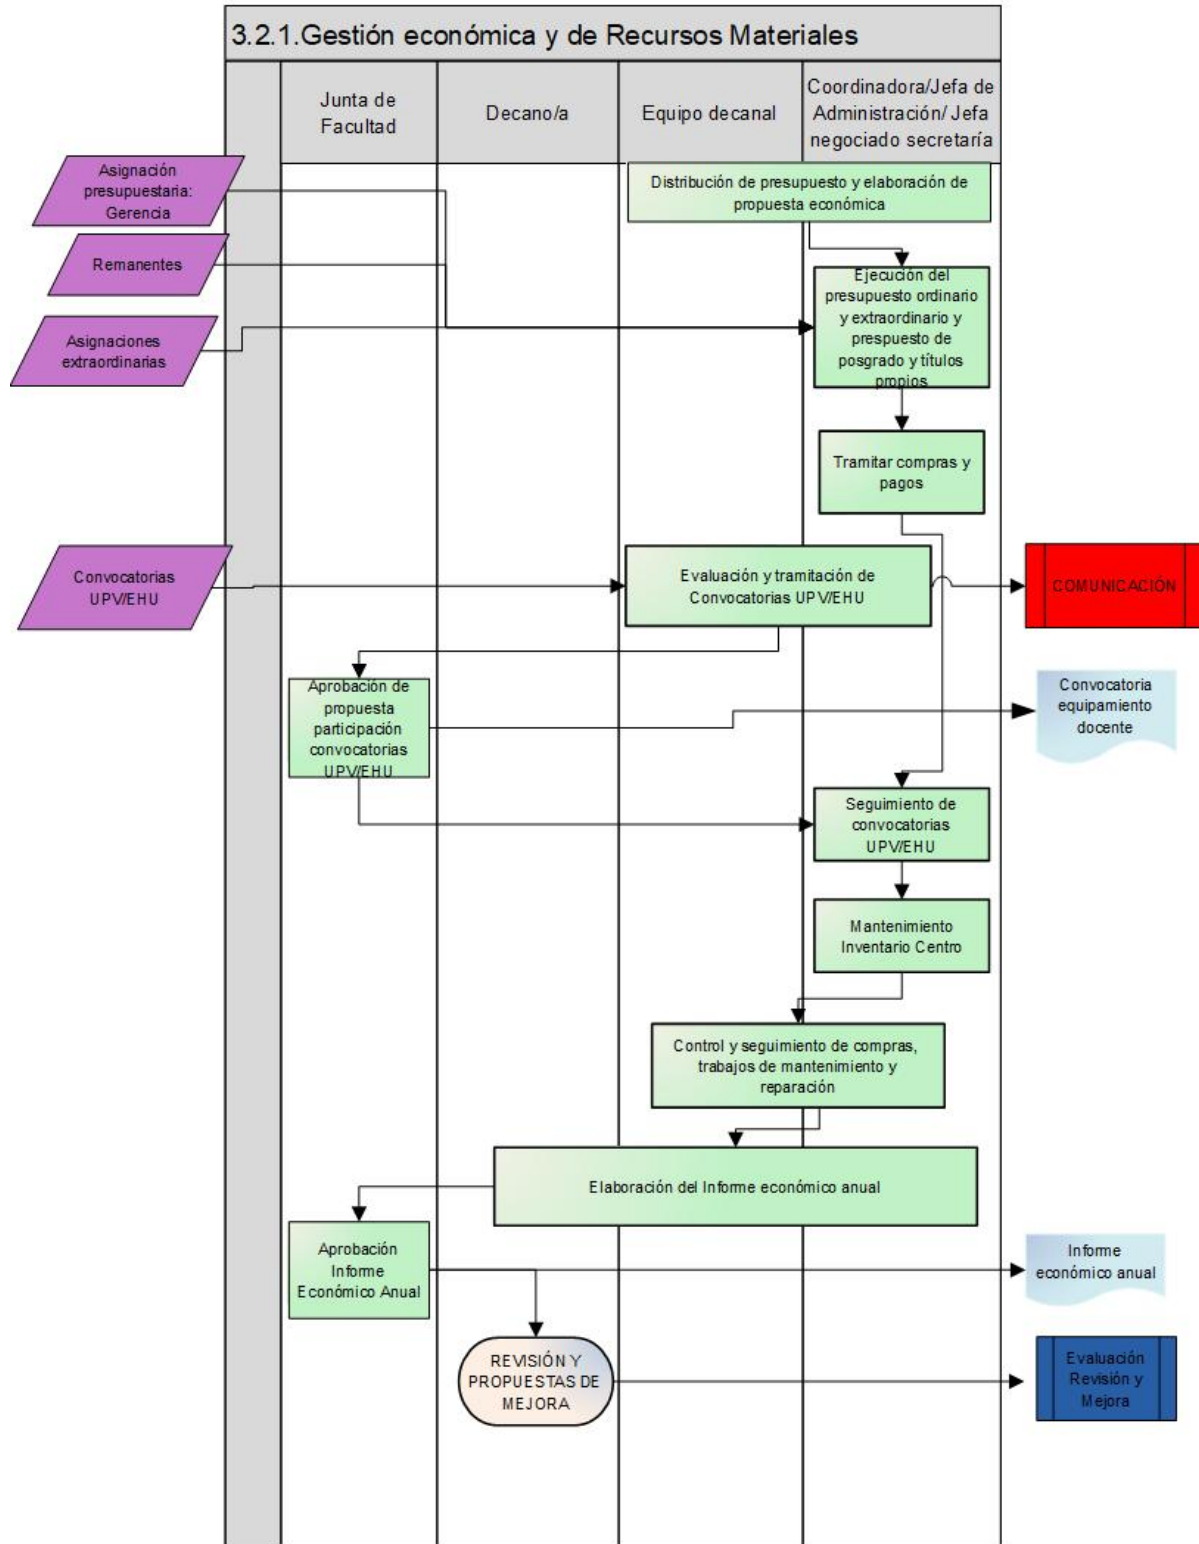 3.2.1.Gestión económica y de Recursos Materiales
Junta de
Facultad
Decano/a
Equipo decanal
Coordinadora/Jefa de
Administración/ Jefa
negociado secretaría
Asignación
presupuestaria:
Gerencia
Distribución de presupuesto y elaboración de
propuesta económica
Remanentes
Ejecución del
presupuesto ordinario
y extraordinario y
prespuesto de
posgrado y títulos
propios
Asignaciones
extraordinarias
Tramitar compras y
pagos
Convocatorias
UPV/EHU
Evaluación y tramitación de
Convocatorias UPV/EHU
COMUNICACIÓN
Aprobación de
propuesta
participación
convocatorias
UPV/EHU
Convocatoria
equipamiento
docente
Seguimiento de
convocatorias
UPV/EHU
Mantenimiento
Inventario Centro
Control y seguimiento de compras,
trabajos de mantenimiento y
reparación
Elaboración del Informe económico anual
Aprobación
Informe
Económico Anual
Informe
económico anual
REVISIÓN Y
PROPUESTAS DE
MEJORA
Evaluación
Revisión y
Mejora